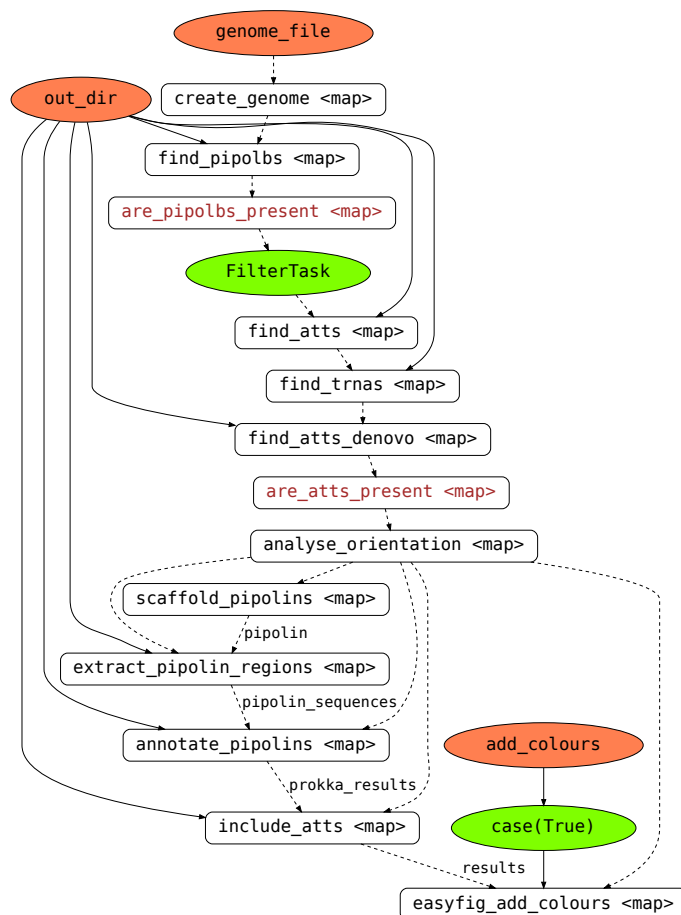 genome_file
out_dir
create_genome <map>
find_pipolbs <map>
are_pipolbs_present <map>
FilterTask
find_atts <map>
find_trnas <map>
find_atts_denovo <map>
are_atts_present <map>
analyse_orientation <map>
scaffold_pipolins <map>
pipolin
extract_pipolin_regions <map>
pipolin_sequences
annotate_pipolins <map>
add_colours
prokka_results
include_atts <map>
case(True)
results
easyfig_add_colours <map>